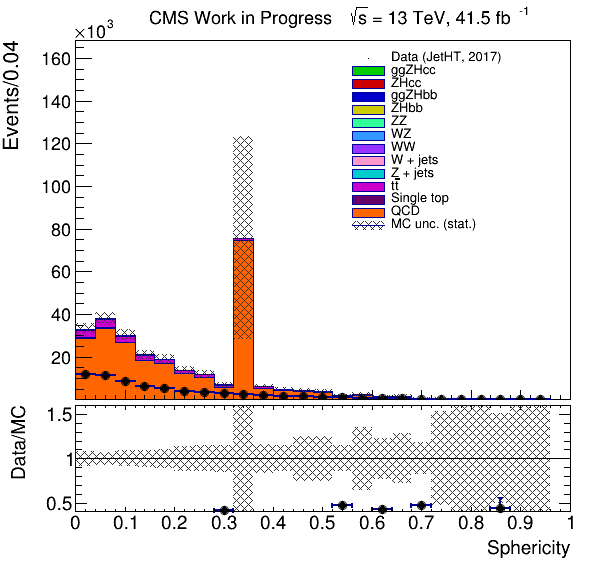 CMS Work in Progress √s = 13 TeV, 41.5 fb⁻¹
×10³
Events/0.04
160
140
120
100
80
60
40
20
Data (JetHT, 2017)
ggZHcc
ZHcc
ggZHbb
ZHbb
ZZ
WZ
WW
W + jets
Z + jets
tt̄
Single top
QCD
MC unc. (stat.)
Data/MC
1.5
1
0.5
0 0.1 0.2 0.3 0.4 0.5 0.6 0.7 0.8 0.9 1
Sphericity